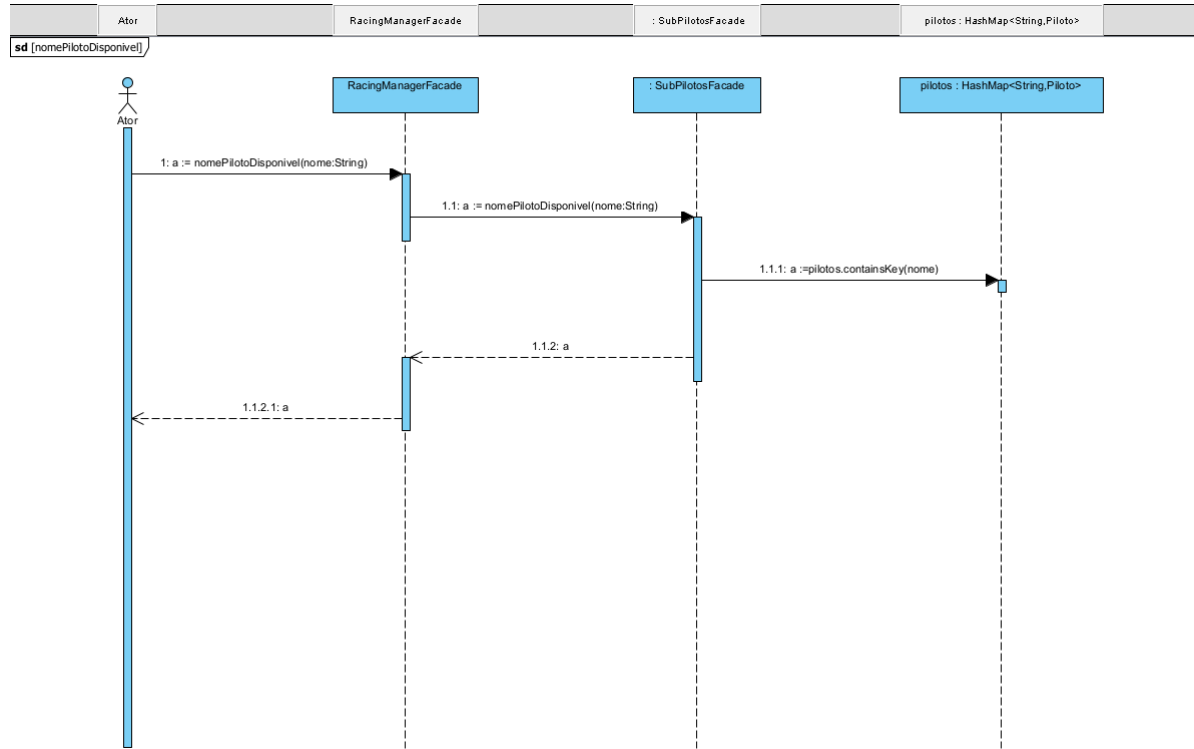 Ator RacingManagerFacade : SubPilotosFacade pilotos : HashMap<String,Piloto>
sd [nomePilotoDisponivel]
RacingManagerFacade : SubPilotosFacade pilotos : HashMap<String,Piloto>
Ator
1: a := nomePilotoDisponivel(nome:String)
1.1: a := nomePilotoDisponivel(nome:String)
1.1.1: a :=pilotos.containsKey(nome)
1.1.2: a
1.1.2.1: a